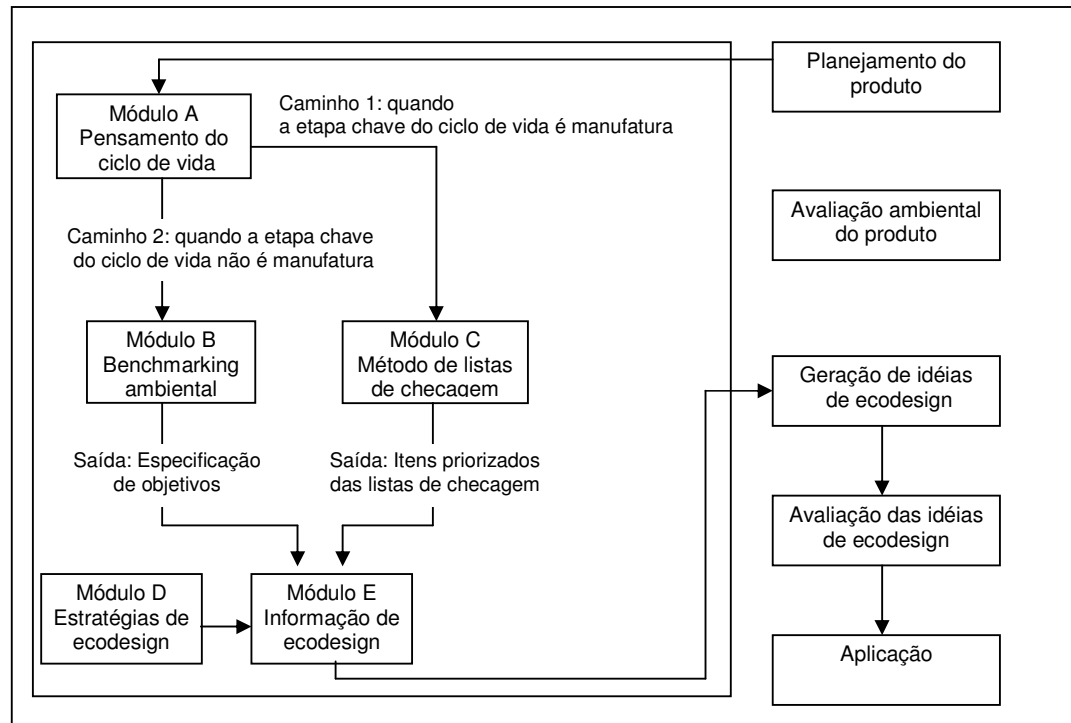 Planejamento do
produto
Módulo A
Pensamento do
ciclo de vida
Caminho 1: quando
a etapa chave do ciclo de vida é manufatura
Avaliação ambiental
do produto
Caminho 2: quando a etapa chave
do ciclo de vida não é manufatura
Módulo B
Benchmarking
ambiental
Módulo C
Método de listas
de checagem
Geração de idéias
de ecodesign
Saída: Especificação
de objetivos
Saída: Itens priorizados
das listas de checagem
Avaliação das idéias
de ecodesign
Módulo D
Estratégias de
ecodesign
Módulo E
Informação de
ecodesign
Aplicação